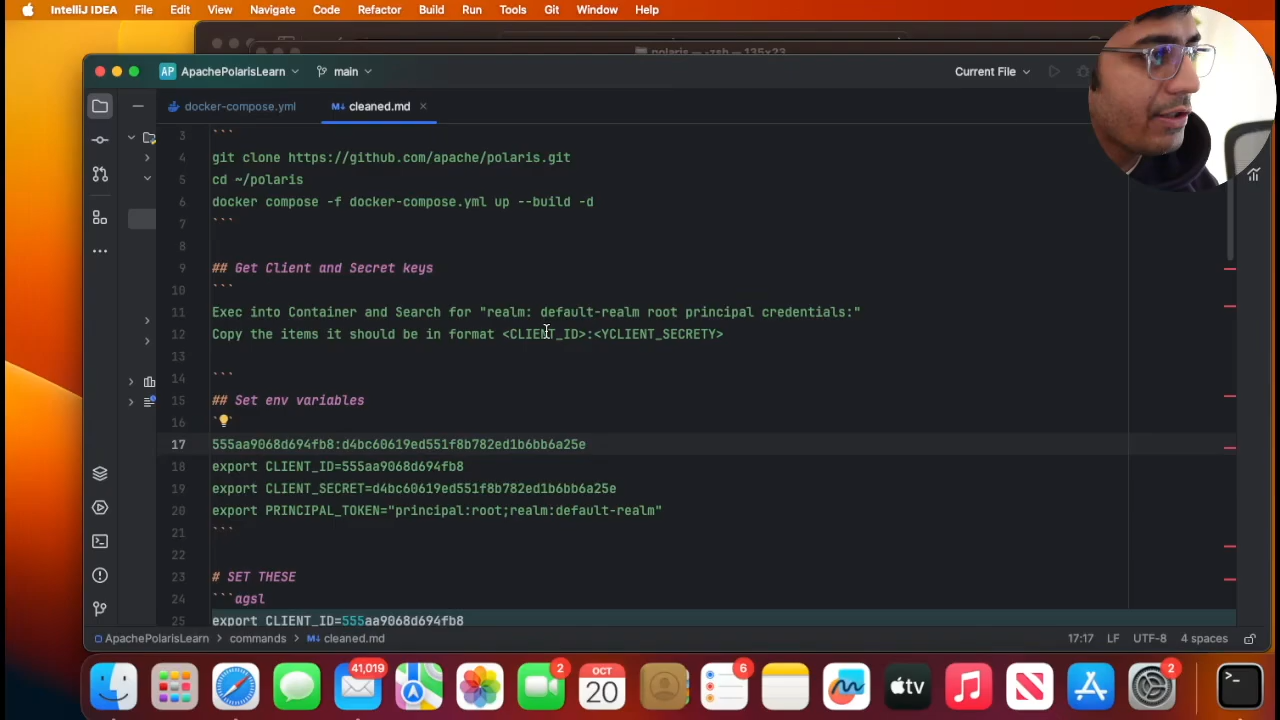 IntelliJ IDEA File Edit View Navigate Code Refactor Build Run Tools Git Window Help
polaris — -zsh — 135x23
AP ApachePolarisLearn main Current File
docker-compose.yml M↓ cleaned.md
3 ```
4 git clone https://github.com/apache/polaris.git
5 cd ~/polaris
6 docker compose -f docker-compose.yml up --build -d
7 ```
8
9 ## Get Client and Secret keys
10 ```
11 Exec into Container and Search for "realm: default-realm root principal credentials:"
12 Copy the items it should be in format <CLIENT_ID>:<YCLIENT_SECRETY>
13
14 ```
15 ## Set env variables
16 ```
17 555aa9068d694fb8:d4bc60619ed551f8b782ed1b6bb6a25e
18 export CLIENT_ID=555aa9068d694fb8
19 export CLIENT_SECRET=d4bc60619ed551f8b782ed1b6bb6a25e
20 export PRINCIPAL_TOKEN="principal:root;realm:default-realm"
21 ```
22
23 # SET THESE
24 ```agsl
25 export CLIENT_ID=555aa9068d694fb8
ApachePolarisLearn commands M↓ cleaned.md 17:17 LF UTF-8 4 spaces
41,019 2 OCT 20 6 tv 2